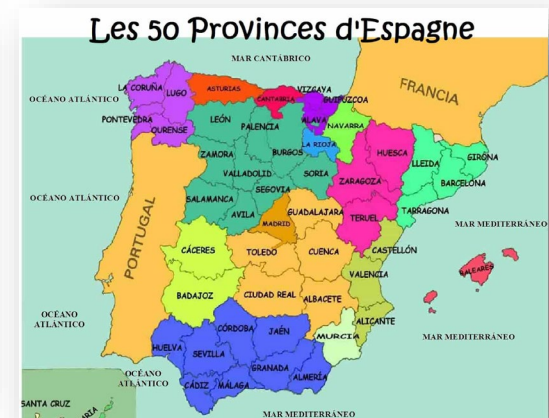 Les 50 Provinces d'Espagne
MAR CANTÁBRICO
FRANCIA
OCÉANO ATLÁNTICO
LA CORUÑA
LUGO
ASTURIAS
CANTABRIA
VIZCAYA
GUIPÚZCOA
PONTEVEDRA
OURENSE
LEÓN
PALENCIA
BURGOS
ÁLAVA
NAVARRA
LA RIOJA
HUESCA
LLEIDA
GIRONA
BARCELONA
ZAMORA
VALLADOLID
SORIA
ZARAGOZA
SEGOVIA
OCÉANO ATLÁNTICO
SALAMANCA
AVILA
MADRID
GUADALAJARA
TERUEL
TARRAGONA
MAR MEDITERRÁNEO
PORTUGAL
CÁCERES
TOLEDO
CUENCA
CASTELLÓN
VALENCIA
BALEARES
BADAJOZ
CIUDAD REAL
ALBACETE
OCÉANO
ATLÁNTICO
ALICANTE
MURCIA
MAR MEDITERRÁNEO
CÓRDOBA
JAÉN
HUELVA
SEVILLA
GRANADA
ALMERÍA
OCÉANO
ATLÁNTICO
CÁDIZ
MÁLAGA
SANTA CRUZ
MAR MEDITERRÁNEO